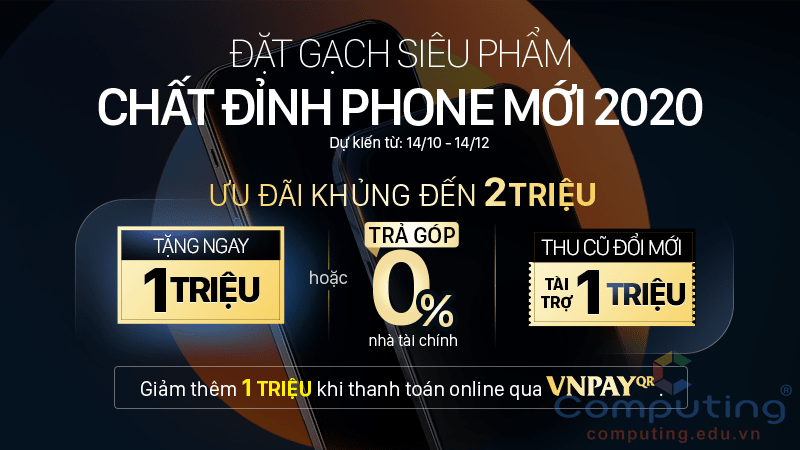 ĐẶT GẠCH SIÊU PHẨM
CHẤT ĐỈNH PHONE MỚI 2020
Dự kiến từ: 14/10 - 14/12
ƯU ĐÃI KHỦNG ĐẾN 2 TRIỆU
TẶNG NGAY
1 TRIỆU
hoặc
TRẢ GÓP
0%
nhà tài chính
THU CŨ ĐỔI MỚI
TÀI TRỢ 1 TRIỆU
Giảm thêm 1 TRIỆU khi thanh toán online qua VNPAYQR.
Computing®
computing.edu.vn